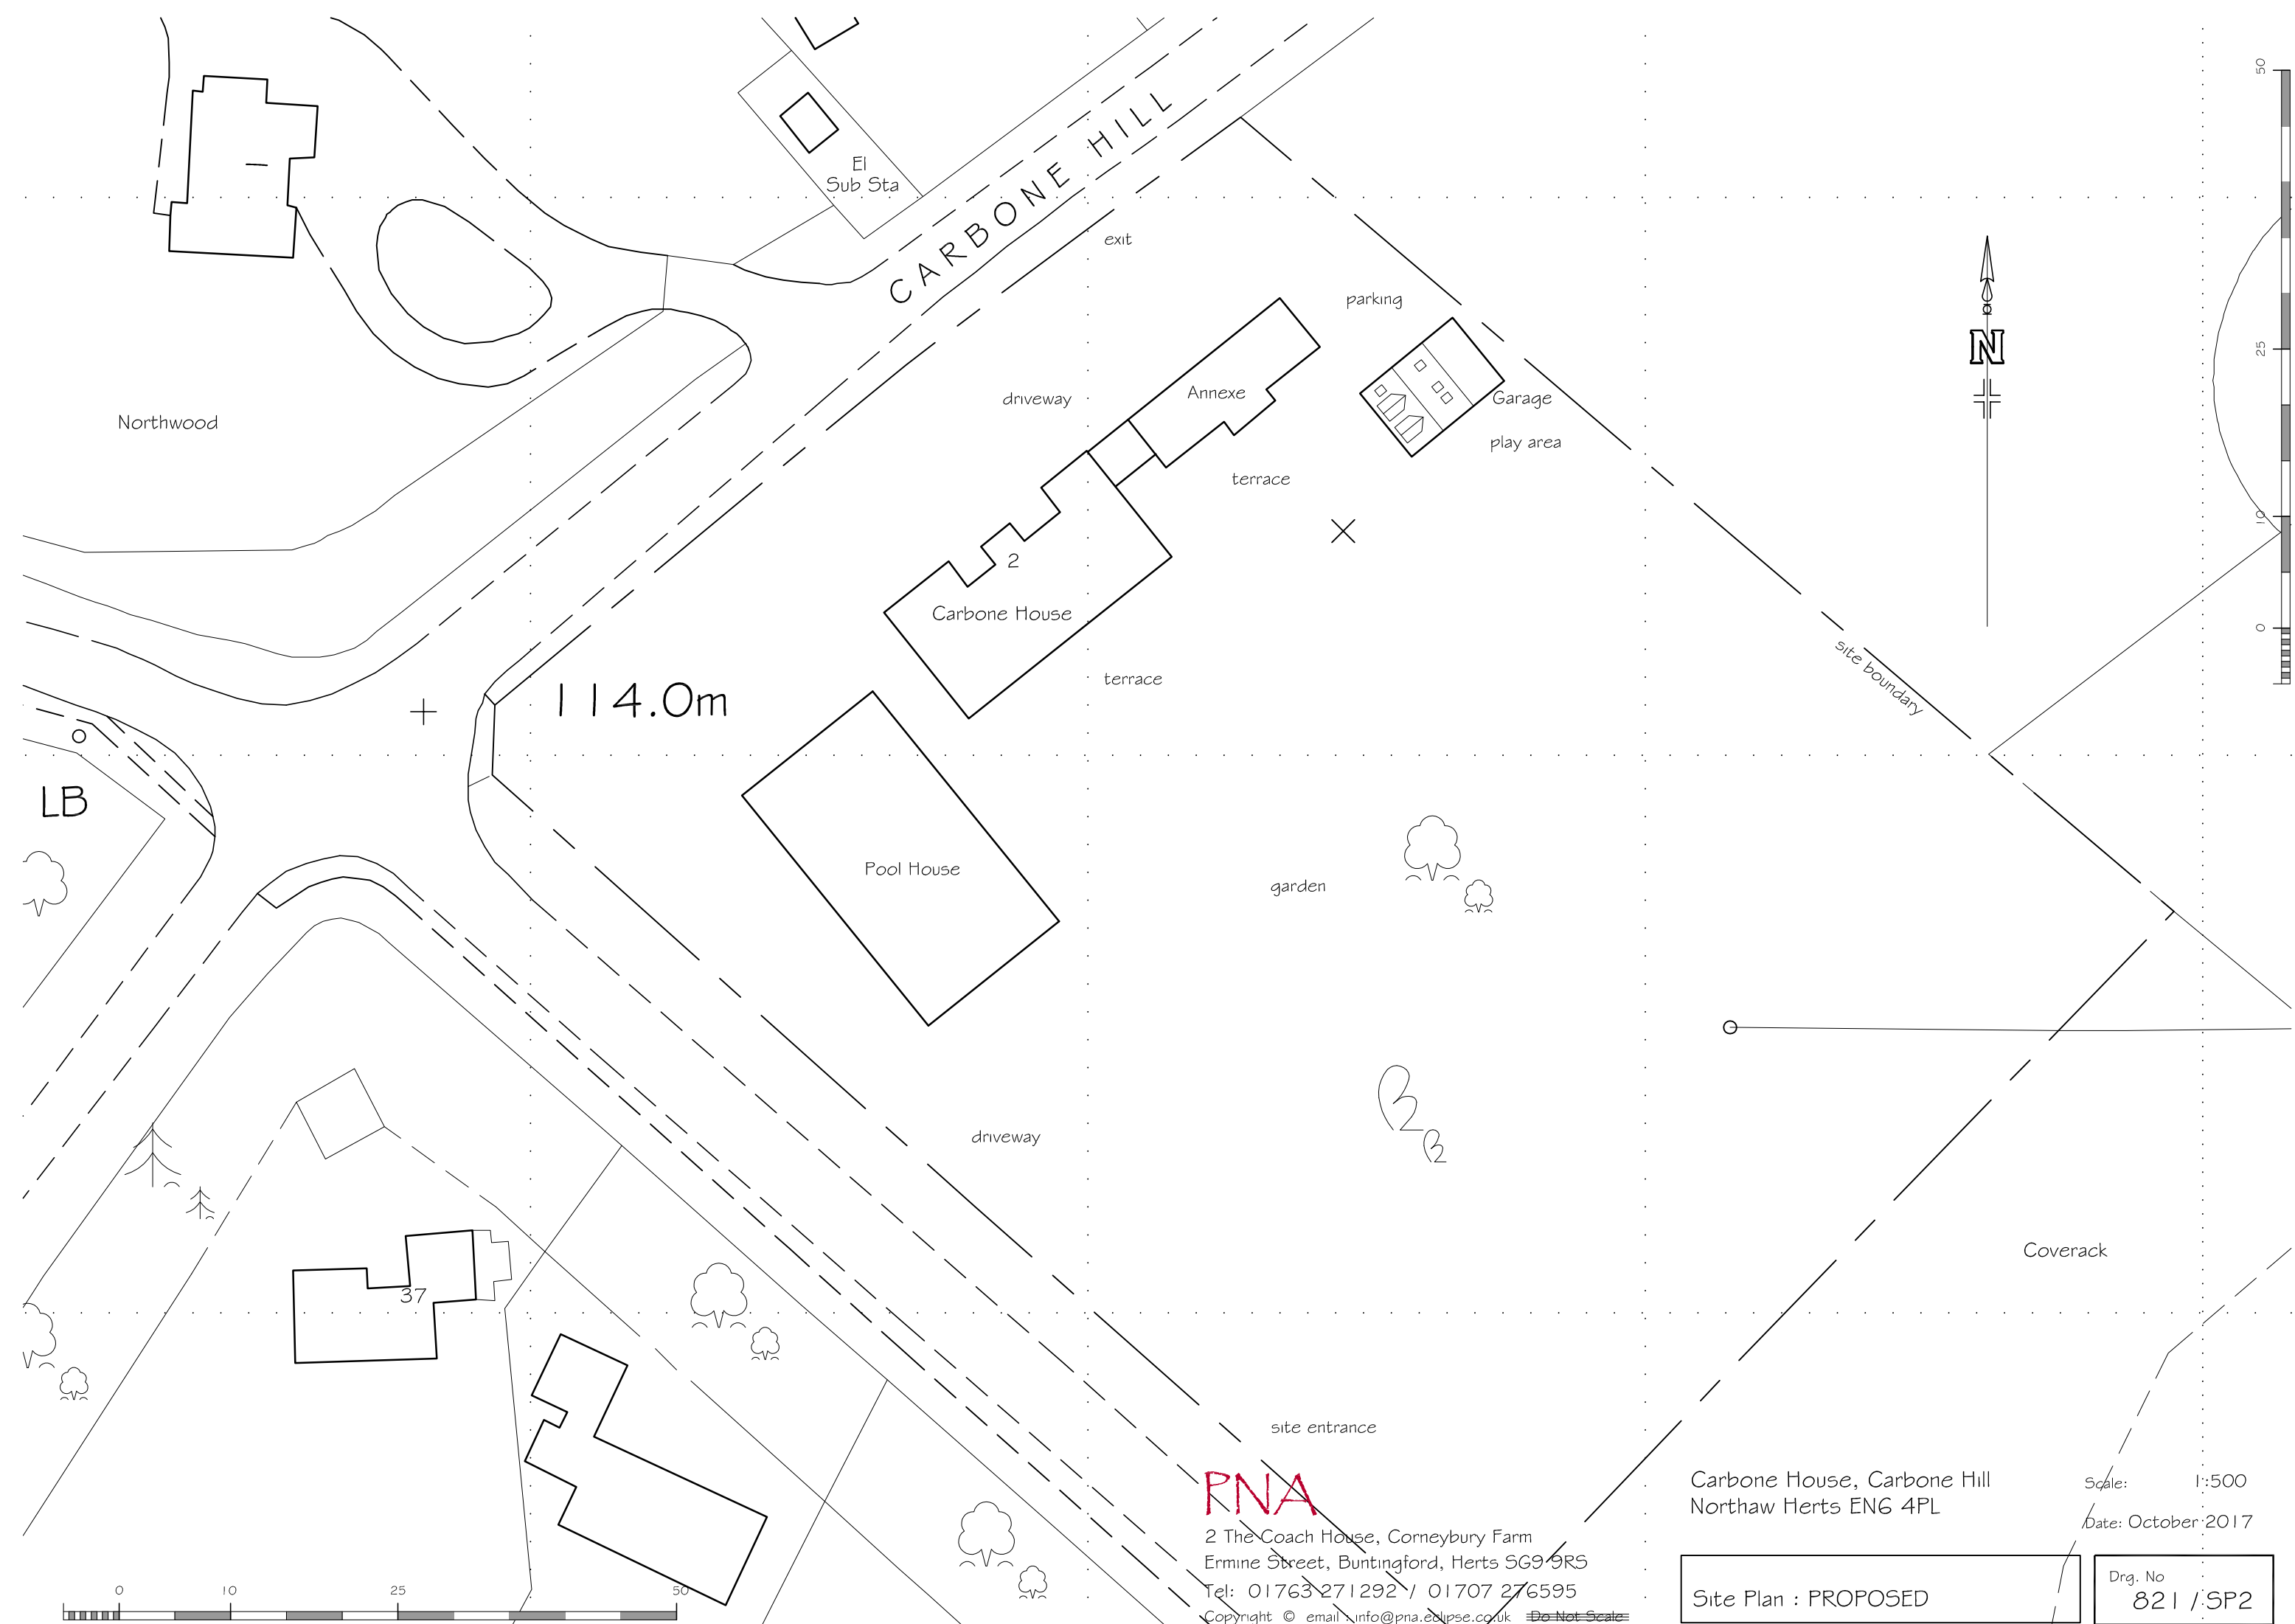 50
El
Sub Sta
CARBONE HILL
exit
parking
N
25
driveway
Annexe
Garage
Northwood
play area
terrace
10
2
Carbone House
0
site boundary
terrace
114.0m
LB
Pool House
garden
driveway
Coverack
37
site entrance
PNA
2 The Coach House, Corneybury Farm
Ermine Street, Buntingford, Herts SG9 9RS
Tel: 01763 271292 / 01707 276595
Copyright © email : info@pna.eclipse.co.uk Do Not Scale
Carbone House, Carbone Hill
Northaw Herts EN6 4PL
Scale: 1:500
Date: October 2017
Site Plan : PROPOSED
Drg. No
821 / SP2
0 10 25 50